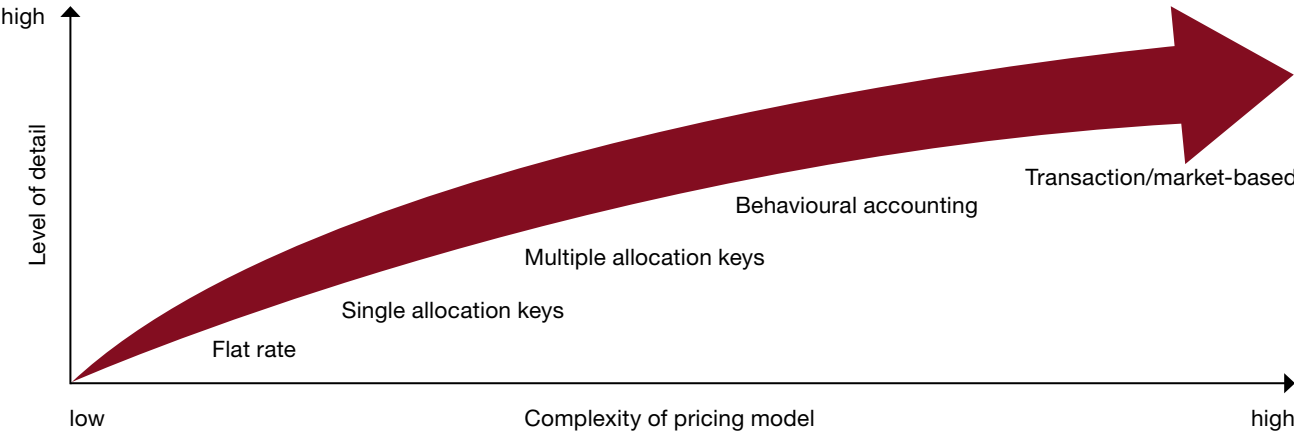 high
Level of detail
Transaction/market-based
Behavioural accounting
Multiple allocation keys
Single allocation keys
Flat rate
low
Complexity of pricing model
high